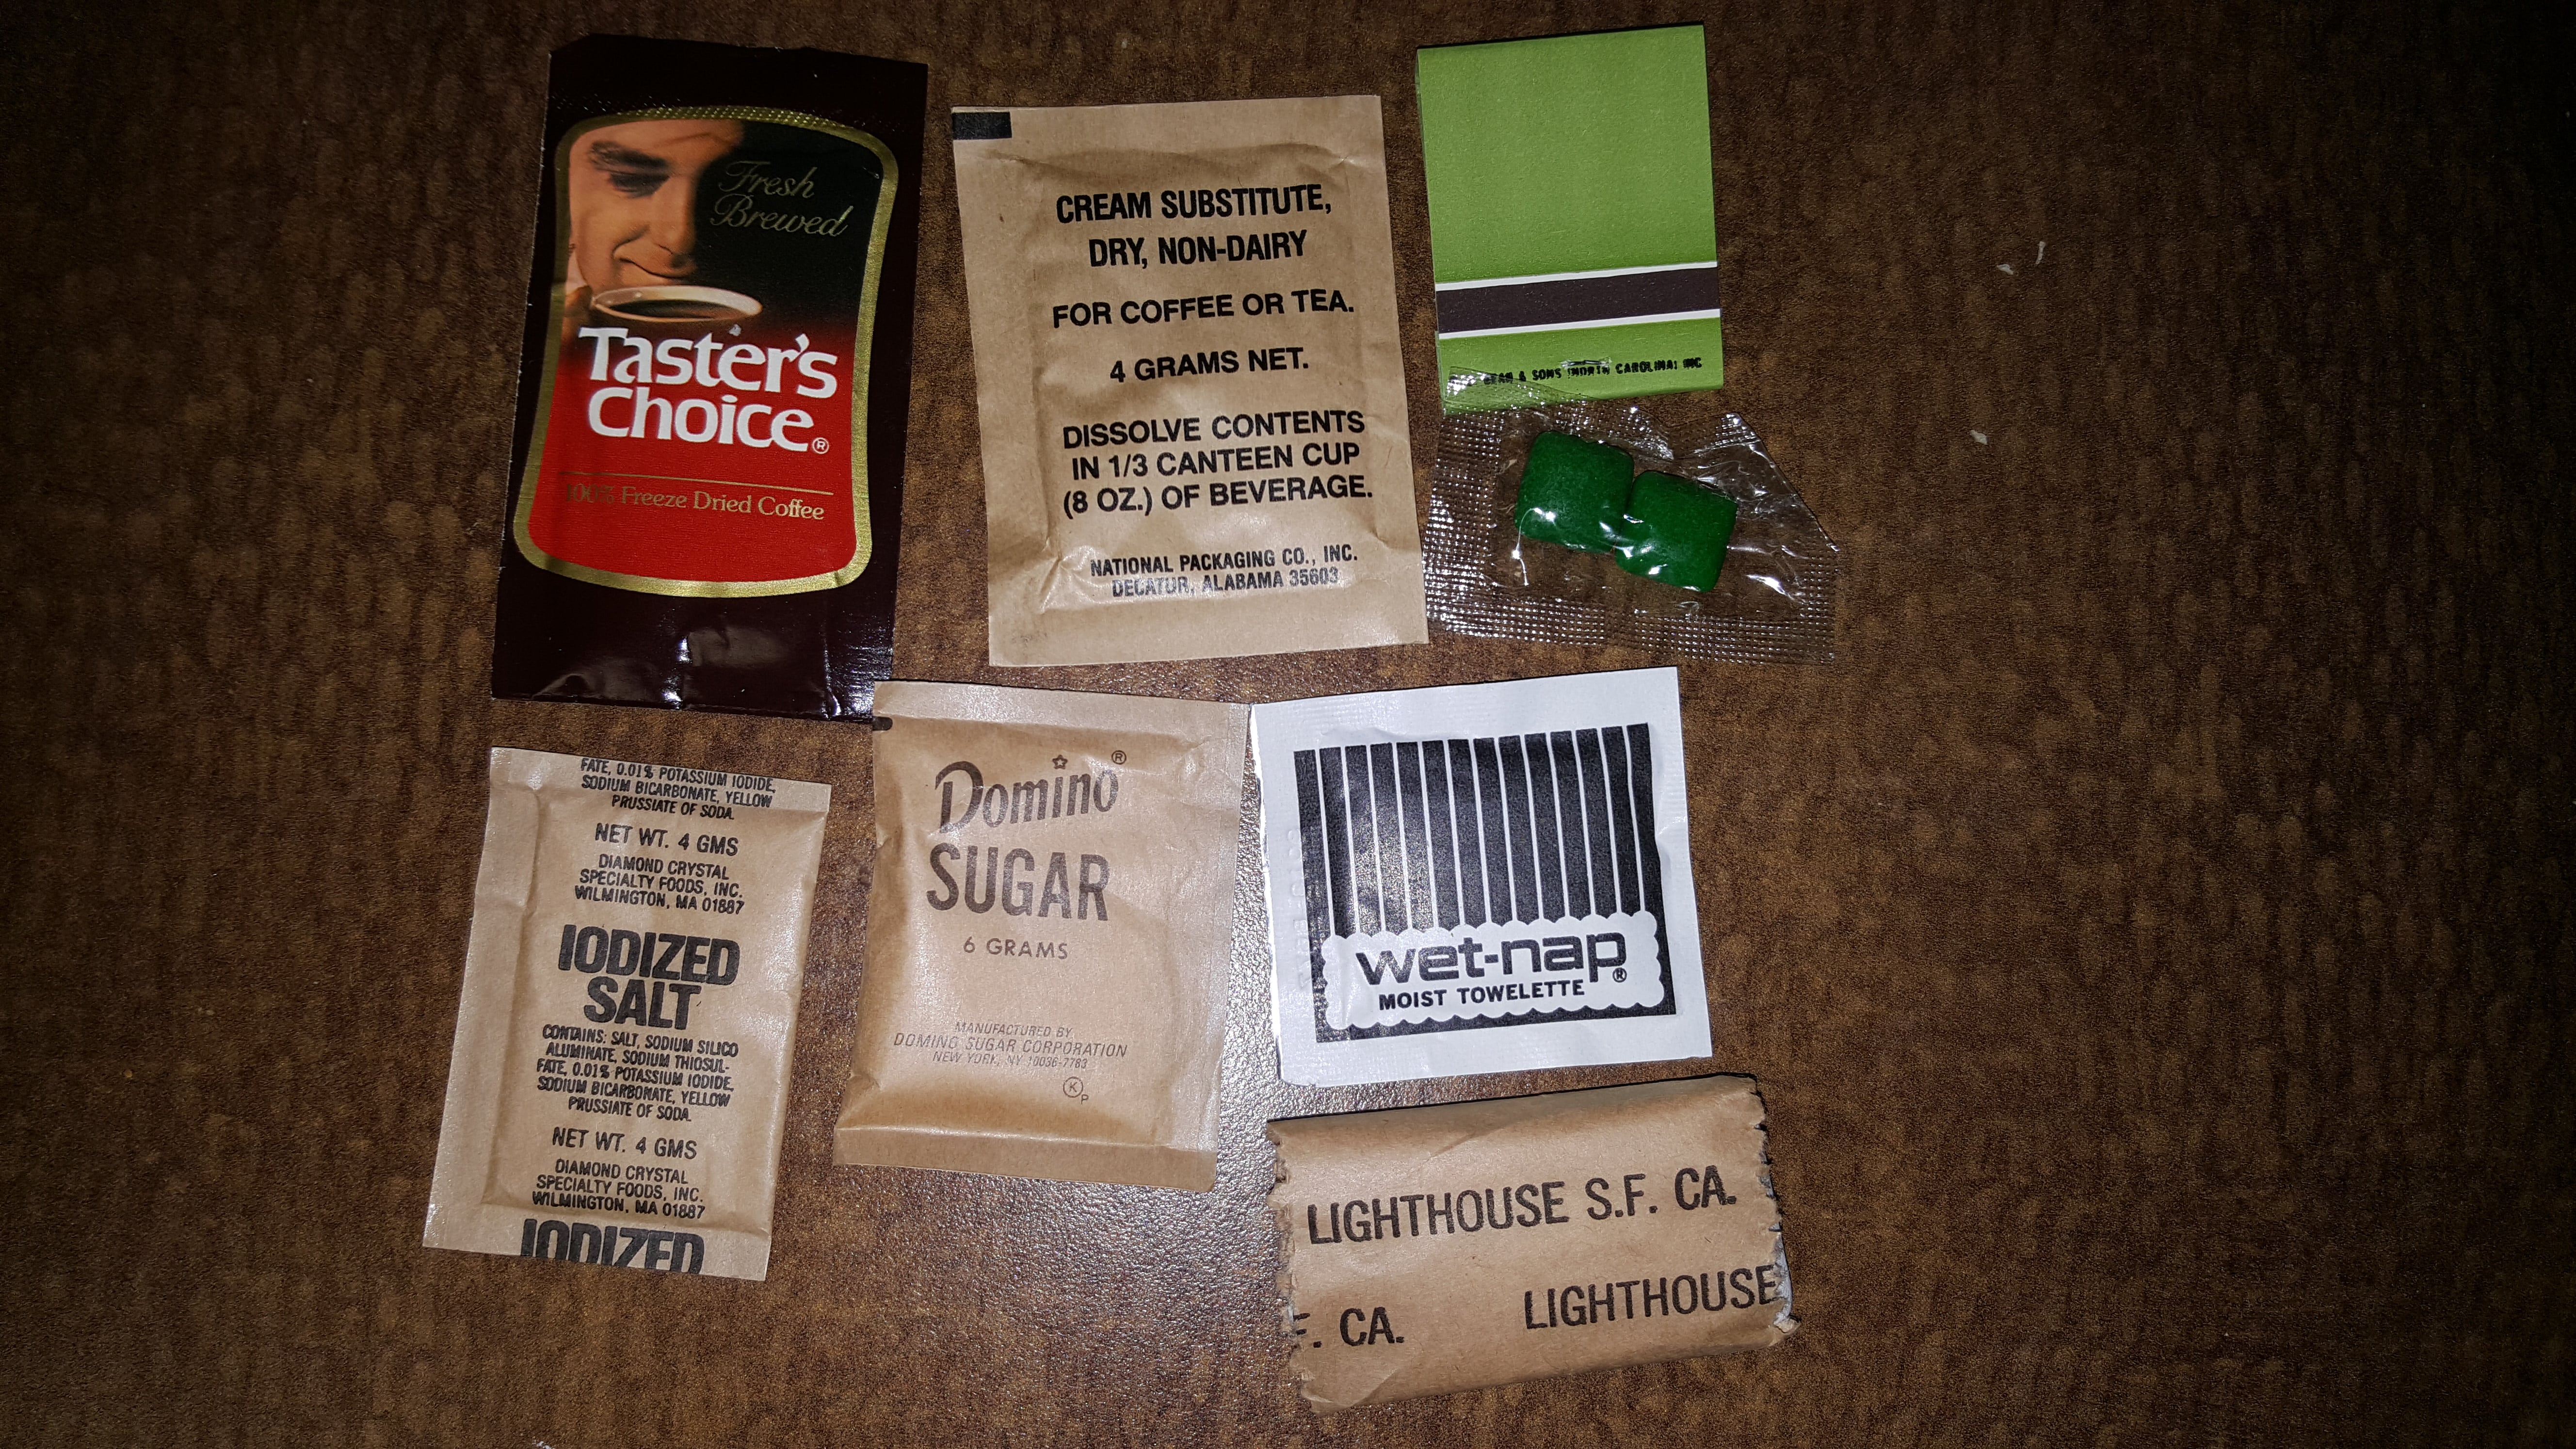 Fresh
Brewed
Taster's
Choice®
100% Freeze Dried Coffee
CREAM SUBSTITUTE,
DRY, NON-DAIRY
FOR COFFEE OR TEA.
4 GRAMS NET.
DISSOLVE CONTENTS
IN 1/3 CANTEEN CUP
(8 OZ.) OF BEVERAGE.
NATIONAL PACKAGING CO., INC.
DECATUR, ALABAMA 35603
& SONS (NORTH CAROLINA) INC
FATE, 0.01% POTASSIUM IODIDE,
SODIUM BICARBONATE, YELLOW
PRUSSIATE OF SODA.
NET WT. 4 GMS
DIAMOND CRYSTAL
SPECIALTY FOODS, INC.
WILMINGTON, MA 01887
IODIZED
SALT
CONTAINS: SALT, SODIUM SILICO
ALUMINATE, SODIUM THIOSUL-
FATE, 0.01% POTASSIUM IODIDE,
SODIUM BICARBONATE, YELLOW
PRUSSIATE OF SODA.
NET WT. 4 GMS
DIAMOND CRYSTAL
SPECIALTY FOODS, INC.
WILMINGTON, MA 01887
IODIZED
Domino®
SUGAR
6 GRAMS
MANUFACTURED BY
DOMINO SUGAR CORPORATION
NEW YORK, NY 10036-7783
K P
wet-nap®
MOIST TOWELETTE
LIGHTHOUSE S.F. CA.
F. CA. LIGHTHOUSE